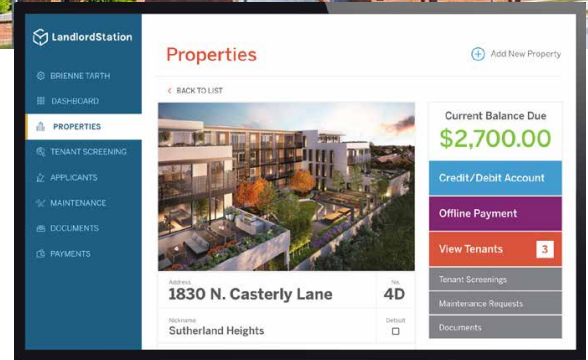 LandlordStation
BRIENNE TARTH
DASHBOARD
PROPERTIES
TENANT SCREENING
APPLICANTS
MAINTENANCE
DOCUMENTS
PAYMENTS
Properties
Add New Property
BACK TO LIST
Address
1830 N. Casterly Lane
No.
4D
Nickname
Sutherland Heights
Default
Current Balance Due
$2,700.00
Credit/Debit Account
Offline Payment
View Tenants 3
Tenant Screenings
Maintenance Requests
Documents